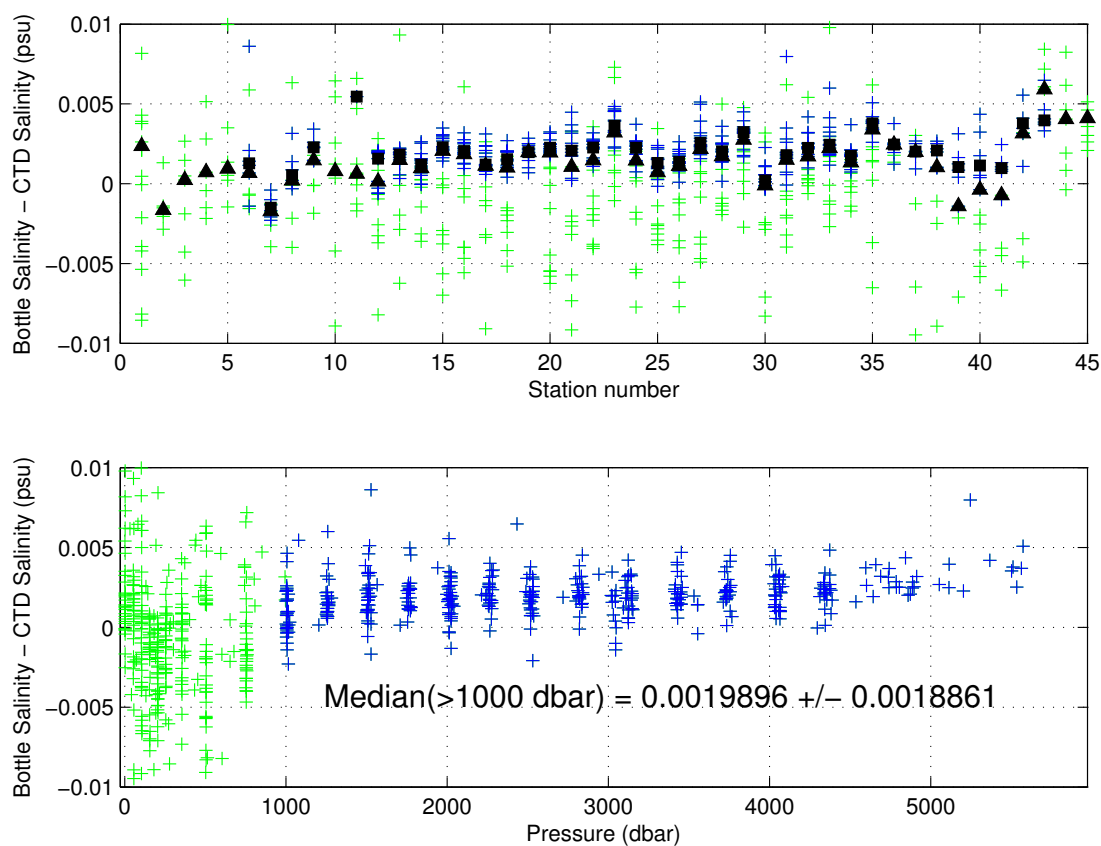 0.01
0.005
0
−0.005
−0.01
Bottle Salinity − CTD Salinity (psu)
0 5 10 15 20 25 30 35 40 45
Station number
0.01
0.005
0
−0.005
−0.01
Bottle Salinity − CTD Salinity (psu)
Median(>1000 dbar) = 0.0019896 +/− 0.0018861
0 1000 2000 3000 4000 5000
Pressure (dbar)